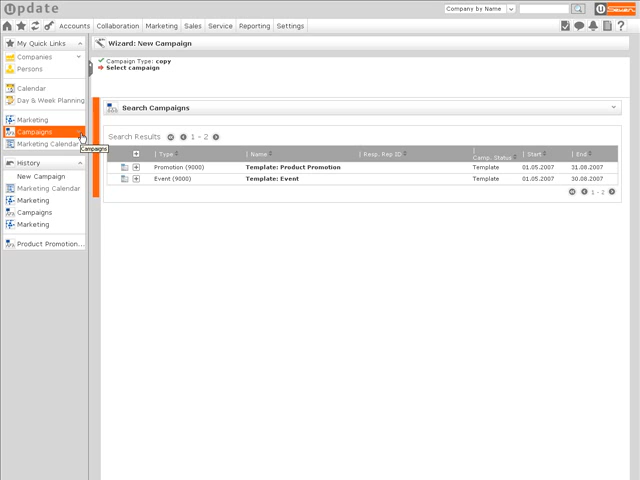 update
Company by Name
Accounts Collaboration Marketing Sales Service Reporting Settings
My Quick Links
Companies
Persons
Calendar
Day & Week Planning
Marketing
Campaigns
Marketing Calendar
Campaigns
History
New Campaign
Marketing Calendar
Marketing
Campaigns
Marketing
Product Promotion...
Wizard: New Campaign
Campaign Type: copy
Select campaign
Search Campaigns
Search Results 1 - 2
Type Name Resp. Rep ID Camp. Status Start End
Promotion (9000) Template: Product Promotion Template 01.05.2007 31.08.2007
Event (9000) Template: Event Template 01.05.2007 30.08.2007
1 - 2